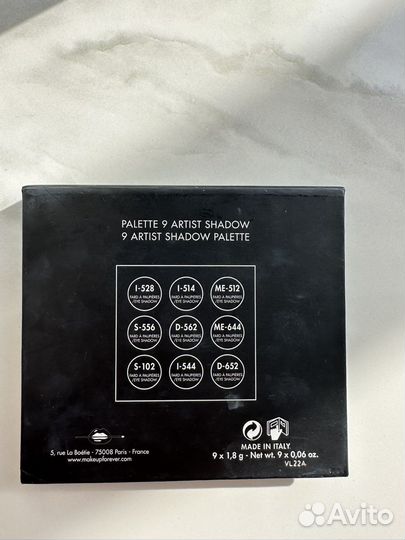 PALETTE 9 ARTIST SHADOW
9 ARTIST SHADOW PALETTE
I-528
FARD À PAUPIÈRES
/EYE SHADOW
I-514
FARD À PAUPIÈRES
/EYE SHADOW
ME-512
FARD À PAUPIÈRES
/EYE SHADOW
S-556
FARD À PAUPIÈRES
/EYE SHADOW
D-562
FARD À PAUPIÈRES
/EYE SHADOW
ME-644
FARD À PAUPIÈRES
/EYE SHADOW
S-102
FARD À PAUPIÈRES
/EYE SHADOW
I-544
FARD À PAUPIÈRES
/EYE SHADOW
D-652
FARD À PAUPIÈRES
/EYE SHADOW
5, rue La Boétie - 75008 Paris - France
www.makeupforever.com
MADE IN ITALY
9 x 1,8 g - Net wt. 9 x 0,06 oz.
VL22A
Avito